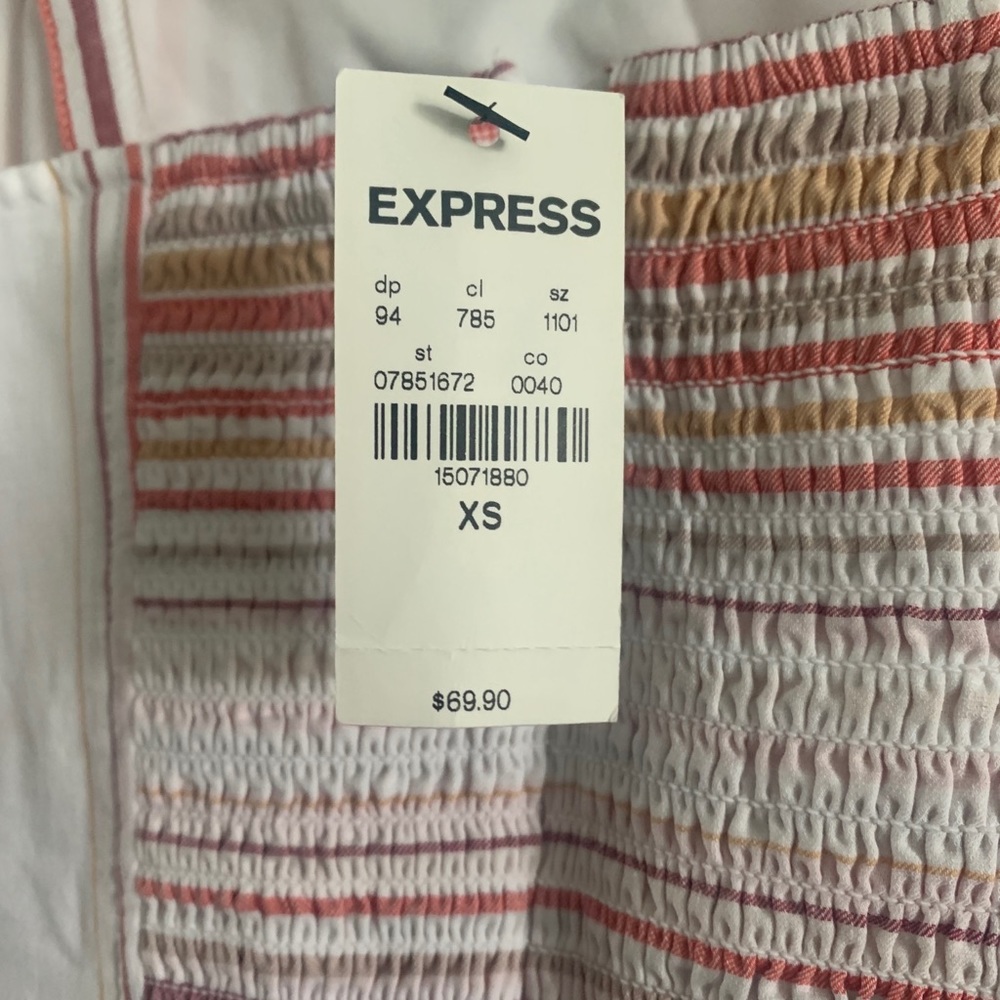 EXPRESS
dp cl sz
94 785 1101
st co
07851672 0040
15071880
XS
$69.90